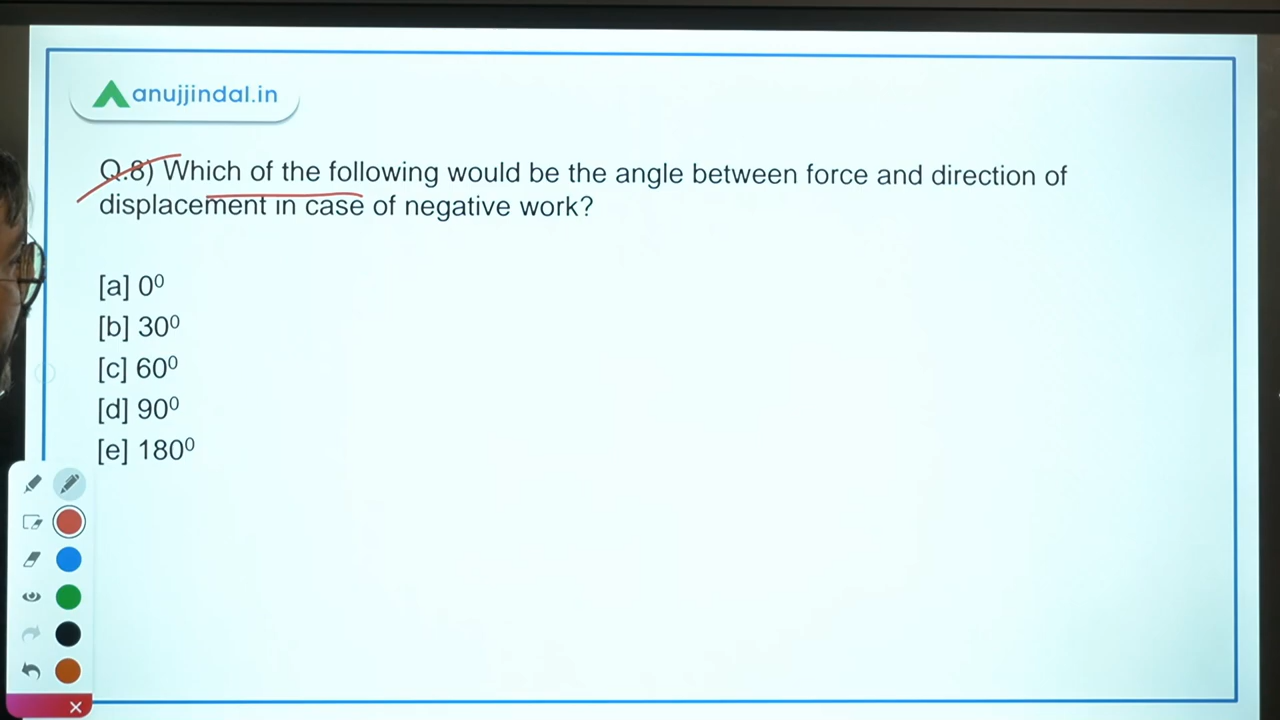 anujjindal.in
Q.8) Which of the following would be the angle between force and direction of
displacement in case of negative work?
[a] 0⁰
[b] 30⁰
[c] 60⁰
[d] 90⁰
[e] 180⁰